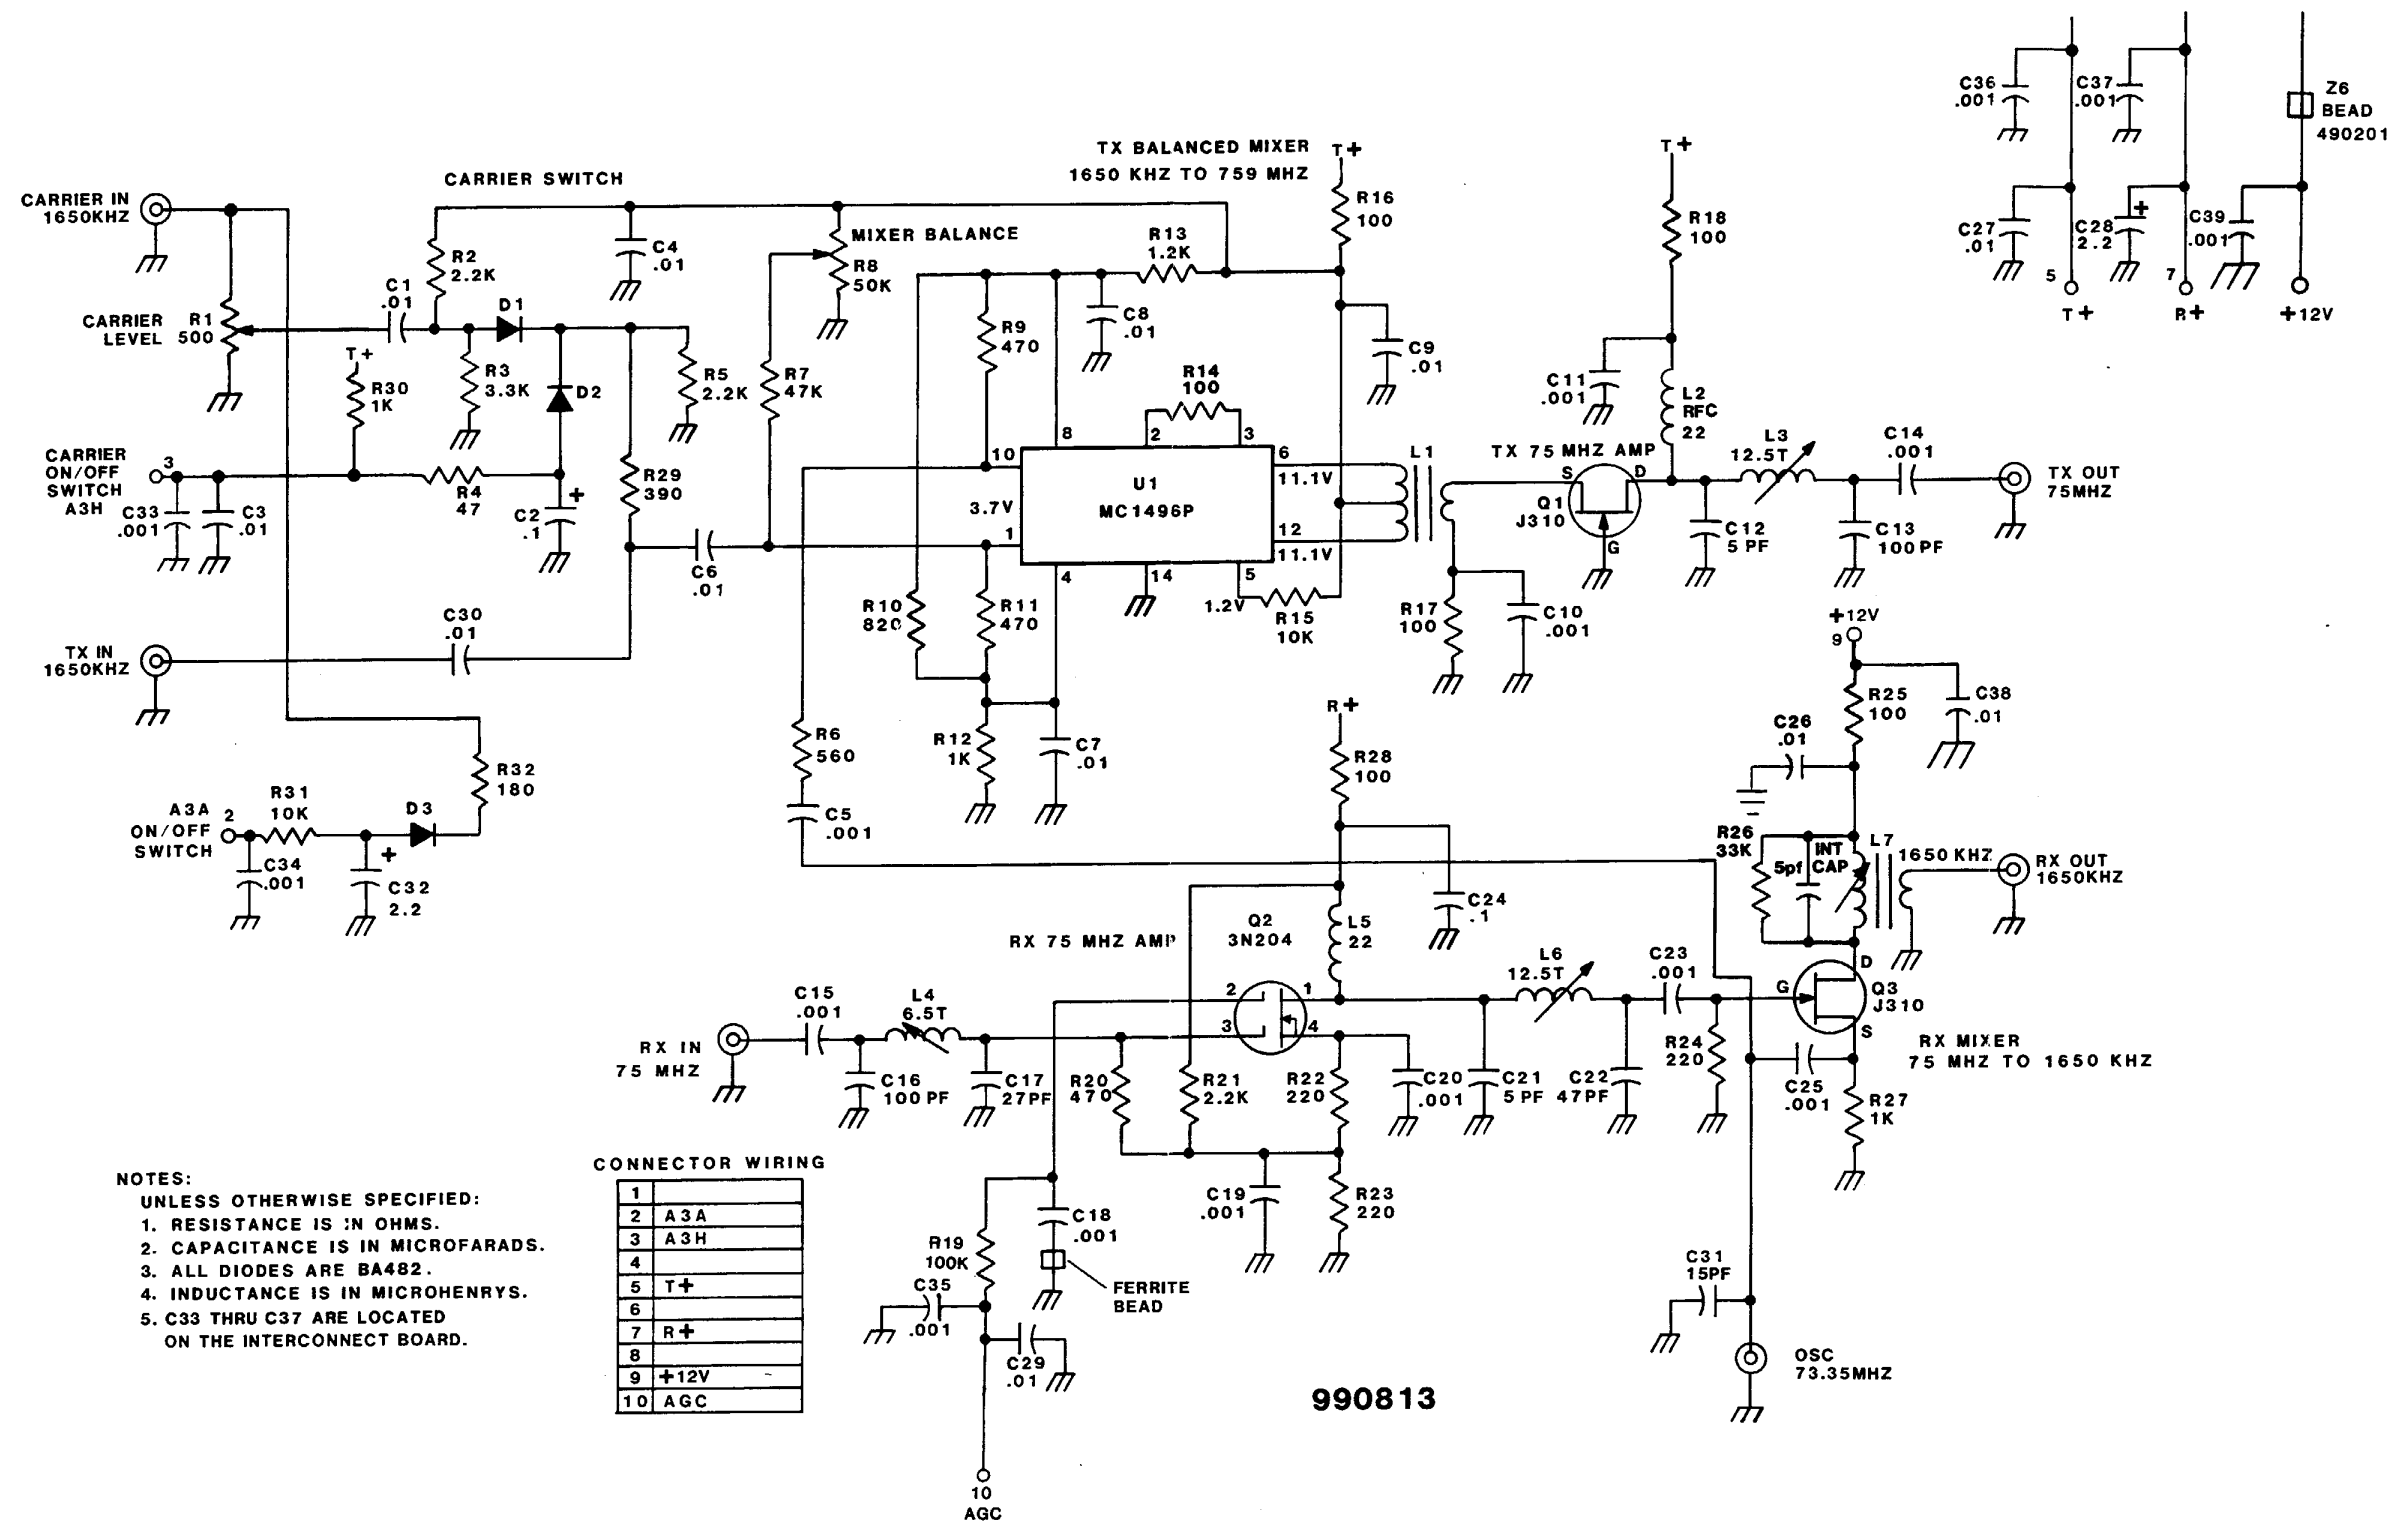 CARRIER IN
1650KHZ
CARRIER SWITCH
TX BALANCED MIXER
1650 KHZ TO 759 MHZ
T+
R16
100
T+
R18
100
C36
.001
C37
.001
Z6
BEAD
490201
C27
.01
C28
2.2
+
C39
.001
5
T+
7
R+
+12V
R2
2.2K
C4
.01
MIXER BALANCE
R8
50K
R13
1.2K
C1
.01
D1
CARRIER
LEVEL
R1
500
T+
R30
1K
R3
3.3K
D2
R5
2.2K
R7
47K
R9
470
C8
.01
C9
.01
R14
100
C11
.001
L2
RFC
22
CARRIER
ON/OFF
SWITCH
A3H
3
C33
.001
C3
.01
R4
47
C2
.1
+
R29
390
C6
.01
10
3.7V
1
8
2
3
U1
MC1496P
6
11.1V
12
11.1V
4
14
5
1.2V
R15
10K
L1
TX 75 MHZ AMP
S
D
Q1
J310
G
L3
12.5T
C14
.001
TX OUT
75MHZ
C12
5 PF
C13
100 PF
R17
100
C10
.001
R10
820
R11
470
TX IN
1650KHZ
C30
.01
R12
1K
C7
.01
R6
560
C5
.001
R+
R28
100
+12V
9
R25
100
C38
.01
C26
.01
A3A
ON/OFF
SWITCH
2
R31
10K
D3
R32
180
C34
.001
+
C32
2.2
R26
33K
5pf
INT
CAP
L7
1650 KHZ
RX OUT
1650KHZ
RX 75 MHZ AMP
Q2
3N204
L5
22
C24
.1
2
1
3
4
L6
12.5T
C23
.001
G
D
Q3
J310
S
RX MIXER
75 MHZ TO 1650 KHZ
RX IN
75 MHZ
C15
.001
L4
6.5T
C16
100 PF
C17
27PF
R20
470
R21
2.2K
R22
220
C20
.001
C21
5 PF
C22
47PF
R24
220
C25
.001
R27
1K
C19
.001
R23
220
R19
100K
C18
.001
FERRITE
BEAD
C35
.001
C29
.01
C31
15PF
OSC
73.35MHZ
10
AGC
NOTES:
UNLESS OTHERWISE SPECIFIED:
1. RESISTANCE IS IN OHMS.
2. CAPACITANCE IS IN MICROFARADS.
3. ALL DIODES ARE BA482.
4. INDUCTANCE IS IN MICROHENRYS.
5. C33 THRU C37 ARE LOCATED
ON THE INTERCONNECT BOARD.
CONNECTOR WIRING
1
2 A3A
3 A3H
4
5 T+
6
7 R+
8
9 +12V
10 AGC
990813